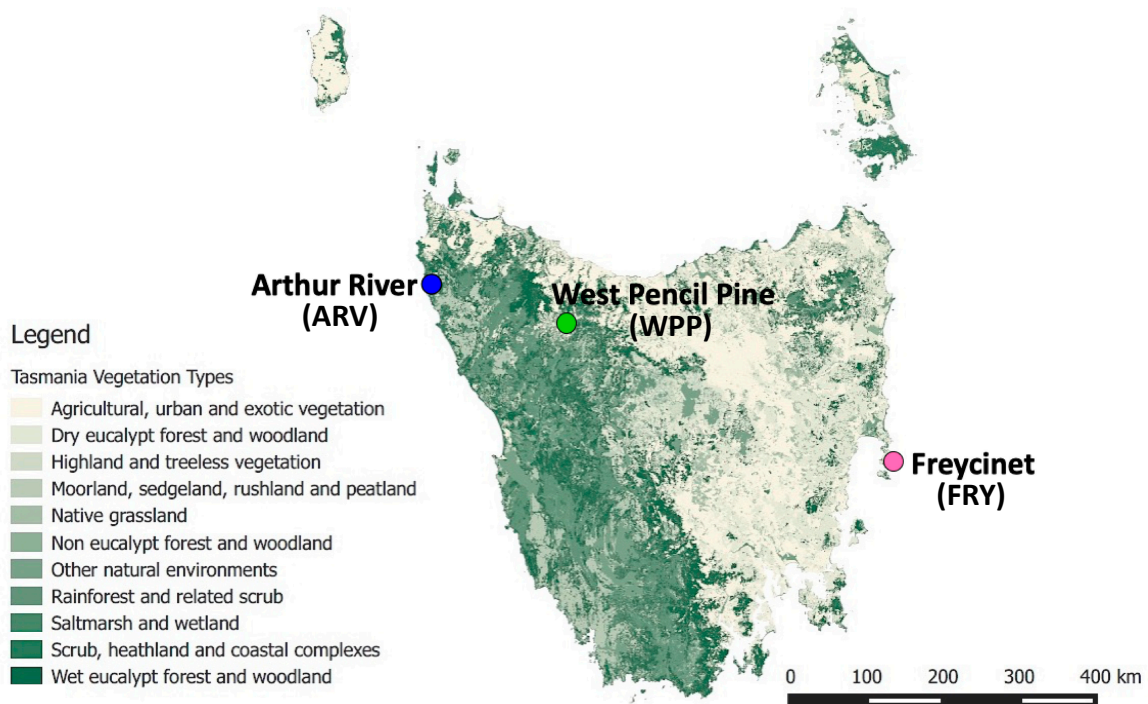 Arthur River
(ARV)
West Pencil Pine
(WPP)
Freycinet
(FRY)
Legend
Tasmania Vegetation Types
Agricultural, urban and exotic vegetation
Dry eucalypt forest and woodland
Highland and treeless vegetation
Moorland, sedgeland, rushland and peatland
Native grassland
Non eucalypt forest and woodland
Other natural environments
Rainforest and related scrub
Saltmarsh and wetland
Scrub, heathland and coastal complexes
Wet eucalypt forest and woodland
0 100 200 300 400 km